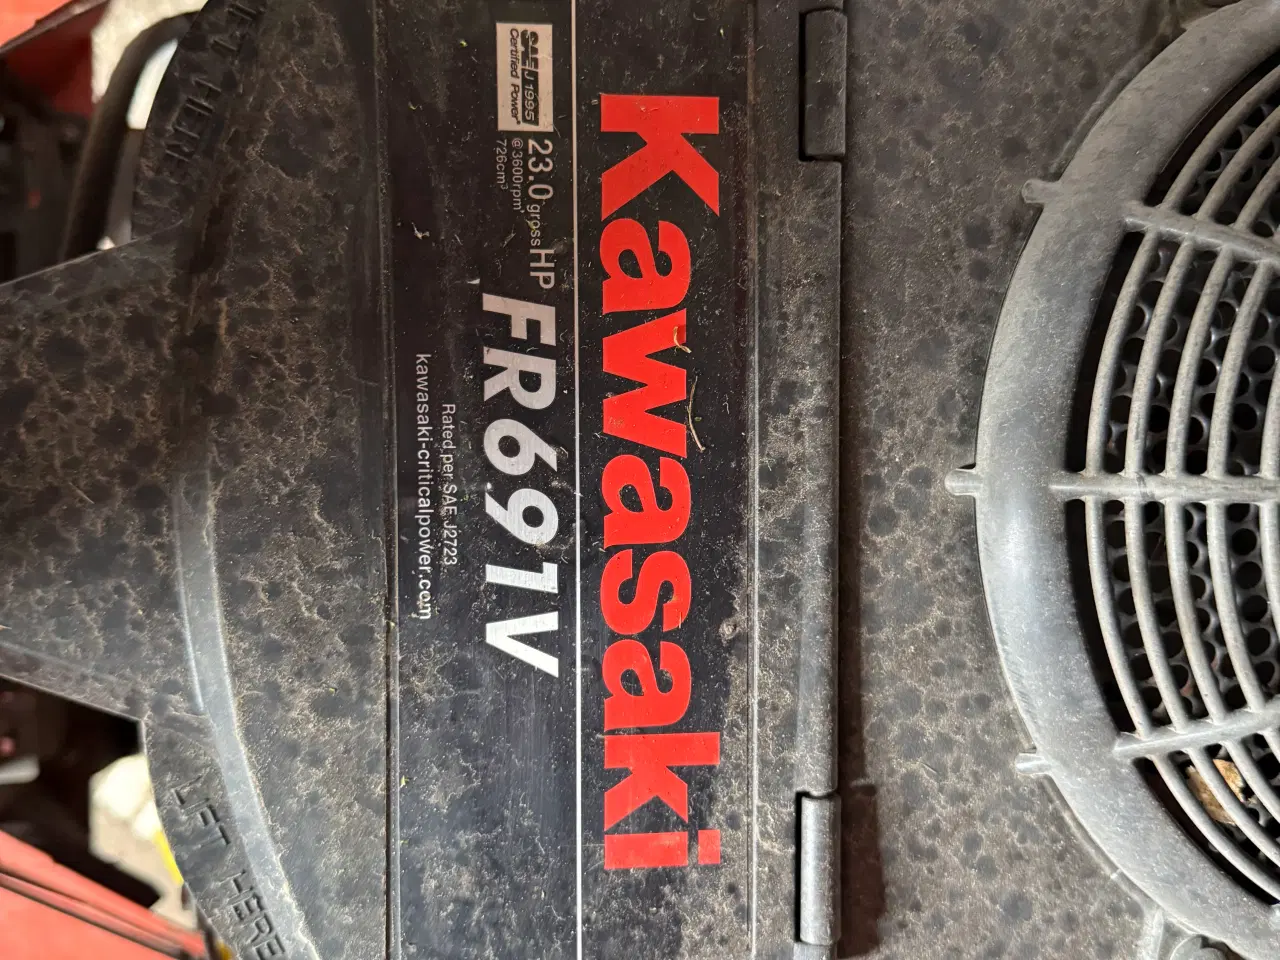 Kawasaki
SAE J1995
Certified Power
23.0 gross HP
@3600rpm
726cm³
FR691V
Rated per SAE J2723
kawasaki-criticalpower.com
LIFT HERE
LIFT HERE